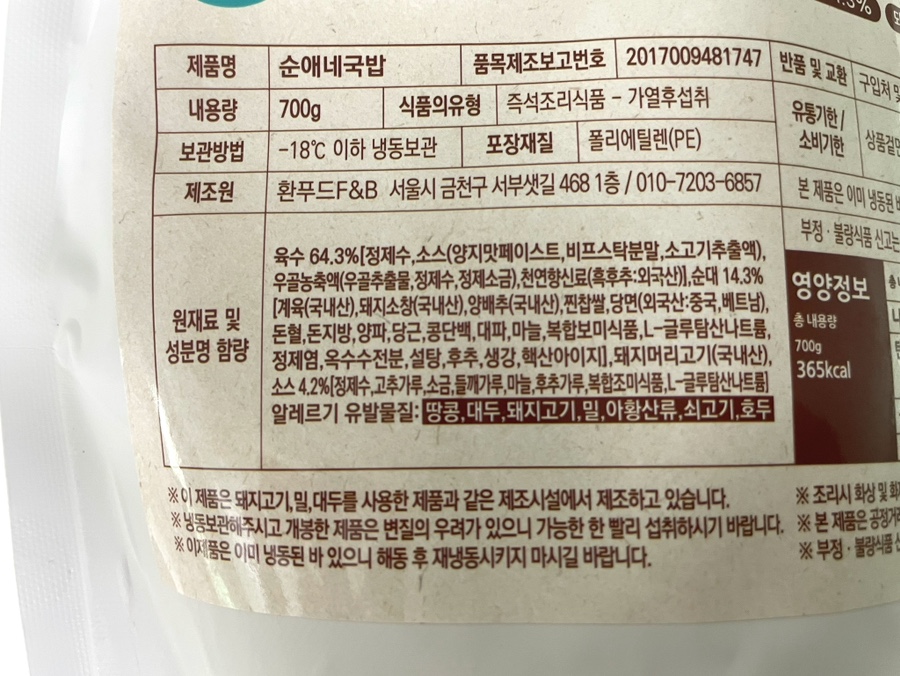 제품명 순애네국밥 품목제조보고번호 2017009481747 반품 및 교환 구입처 및
내용량 700g 식품의유형 즉석조리식품 - 가열후섭취
유통기한 /
소비기한 상품겉면
보관방법 -18℃ 이하 냉동보관 포장재질 폴리에틸렌(PE)
제조원 환푸드F&B 서울시 금천구 서부샛길 468 1층 / 010-7203-6857
본 제품은 이미 냉동된
부정 · 불량식품 신고는
원재료 및
성분명 함량
육수 64.3%[정제수,소스(양지맛페이스트,비프스탁분말,소고기추출액),
우골농축액(우골추출물,정제수,정제소금),천연향신료(흑후추:외국산)],순대 14.3%
[계육(국내산),돼지소창(국내산),양배추(국내산),찐찹쌀,당면(외국산:중국,베트남),
돈혈,돈지방,양파,당근,콩단백,대파,마늘,복합보미식품,L-글루탐산나트륨,
정제염,옥수수전분,설탕,후추,생강,핵산아이지],돼지머리고기(국내산),
소스 4.2%[정제수,고추가루,소금,들깨가루,마늘,후추가루,복합조미식품,L-글루탐산나트륨]
알레르기 유발물질: 땅콩,대두,돼지고기,밀,아황산류,쇠고기,호두
영양정보
총 내용량
700g
365kcal
※ 이 제품은 돼지고기,밀,대두를 사용한 제품과 같은 제조시설에서 제조하고 있습니다.
※ 냉동보관해주시고 개봉한 제품은 변질의 우려가 있으니 가능한 한 빨리 섭취하시기 바랍니다.
※ 이제품은 이미 냉동된 바 있으니 해동 후 재냉동시키지 마시길 바랍니다.
※ 조리시 화상 및
※ 본 제품은 공정거래
※ 부정 · 불량식품